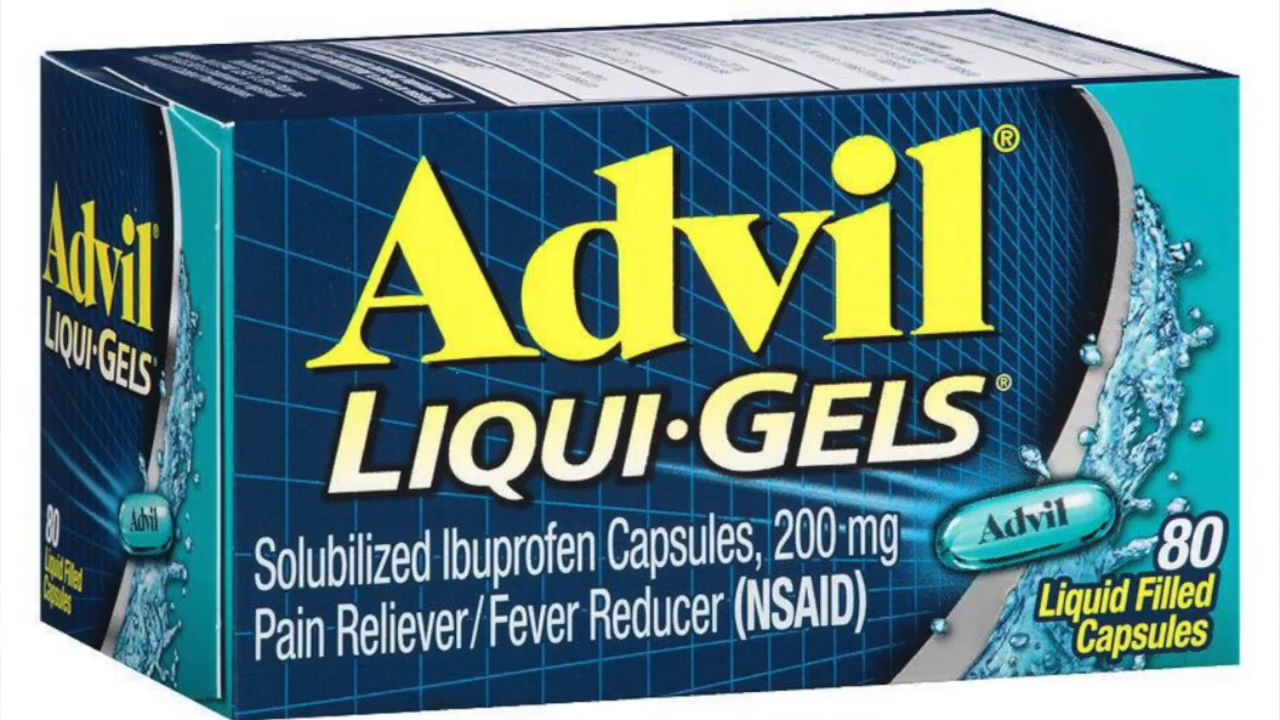 Advil®
LIQUI·GELS®
Solubilized Ibuprofen Capsules, 200 mg
Pain Reliever/Fever Reducer (NSAID)
Advil
80
Liquid Filled
Capsules
Advil®
LIQUI·GELS®
Advil
80
Liquid Filled
Capsules